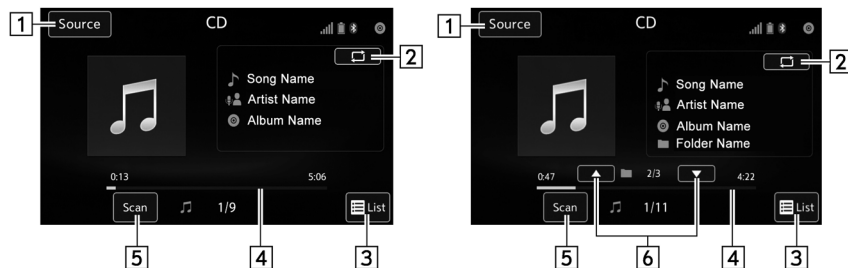 1 Source CD
2
Song Name
Artist Name
Album Name
0:13 5:06
Scan 1/9 List
5 4 3
1 Source CD
2
Song Name
Artist Name
Album Name
Folder Name
0:47 2/3 4:22
Scan 1/11 List
5 6 4 3